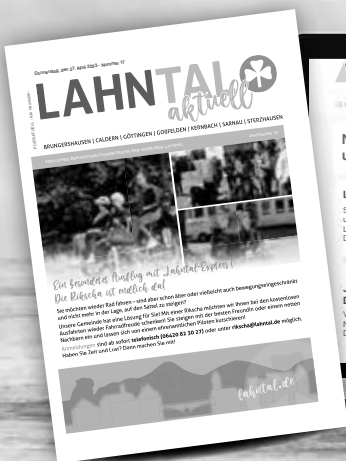 Donnerstag, den 27. April 2023 - Nummer 17
LAHNTAL
aktuell
BRUNGERSHAUSEN | CALDERN | GÖTTINGEN | GOSSFELDEN | KERNBACH | SARNAU | STERZHAUSEN
Ein besonderer Ausflug mit „Lahntal-Express“!
Die Rikscha ist endlich da!
Sie möchten wieder Rad fahren – sind aber schon älter oder vielleicht auch bewegungseingeschränkt
und nicht mehr in der Lage, auf den Sattel zu steigen?
Unsere Gemeinde hat eine Lösung für Sie! Mit einer Rikscha möchten wir Ihnen bei den kostenlosen
Ausfahrten wieder Fahrradfreude schenken! Sie steigen mit der besten Freundin oder einem netten
Nachbarn ein und lassen sich von einem ehrenamtlichen Piloten kutschieren!
Anmeldungen sind ab sofort telefonisch (06420 82 30 27) oder unter rikscha@lahntal.de möglich.
Haben Sie Zeit und Lust? Dann machen Sie mit!
lahntal.de